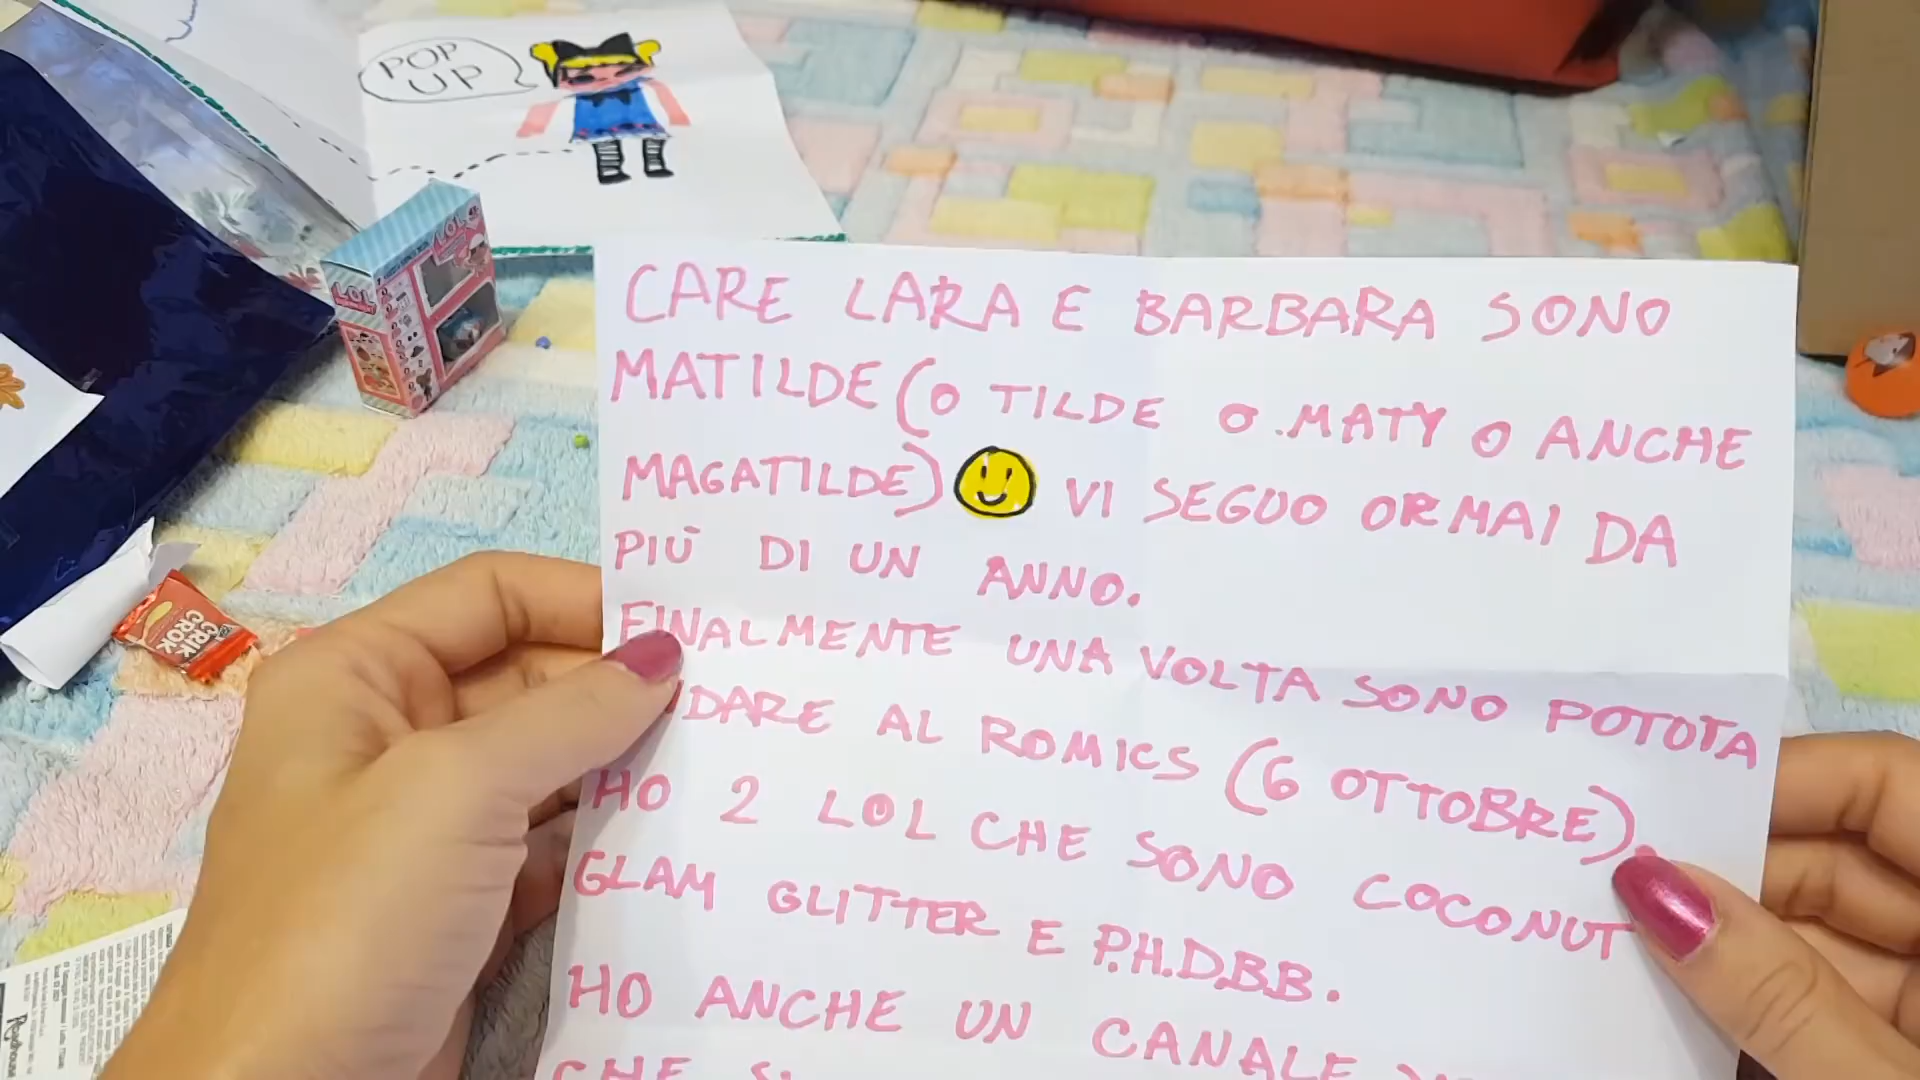 POP
UP
L.O.L
L.O.L
CRIK
CROK
CARE LARA E BARBARA SONO
MATILDE (O TILDE O MATY O ANCHE
MAGATILDE) VI SEGUO ORMAI DA
PIÙ DI UN ANNO.
FINALMENTE UNA VOLTA SONO POTOTA
DARE AL ROMICS (6 OTTOBRE).
HO 2 LOL CHE SONO COCONUT
GLAM GLITTER E P.H.D.B.B.
HO ANCHE UN CANALE
CHE